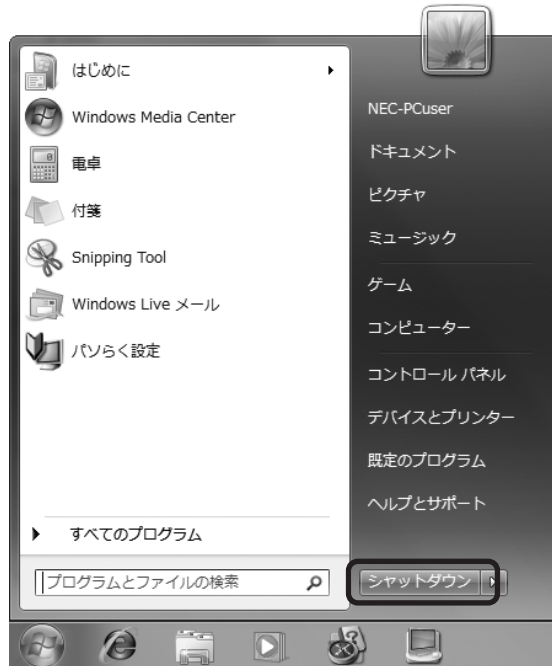 はじめに
Windows Media Center
電卓
付箋
Snipping Tool
Windows Live メール
パソらく設定
すべてのプログラム
プログラムとファイルの検索
NEC-PCuser
ドキュメント
ピクチャ
ミュージック
ゲーム
コンピューター
コントロール パネル
デバイスとプリンター
既定のプログラム
ヘルプとサポート
シャットダウン